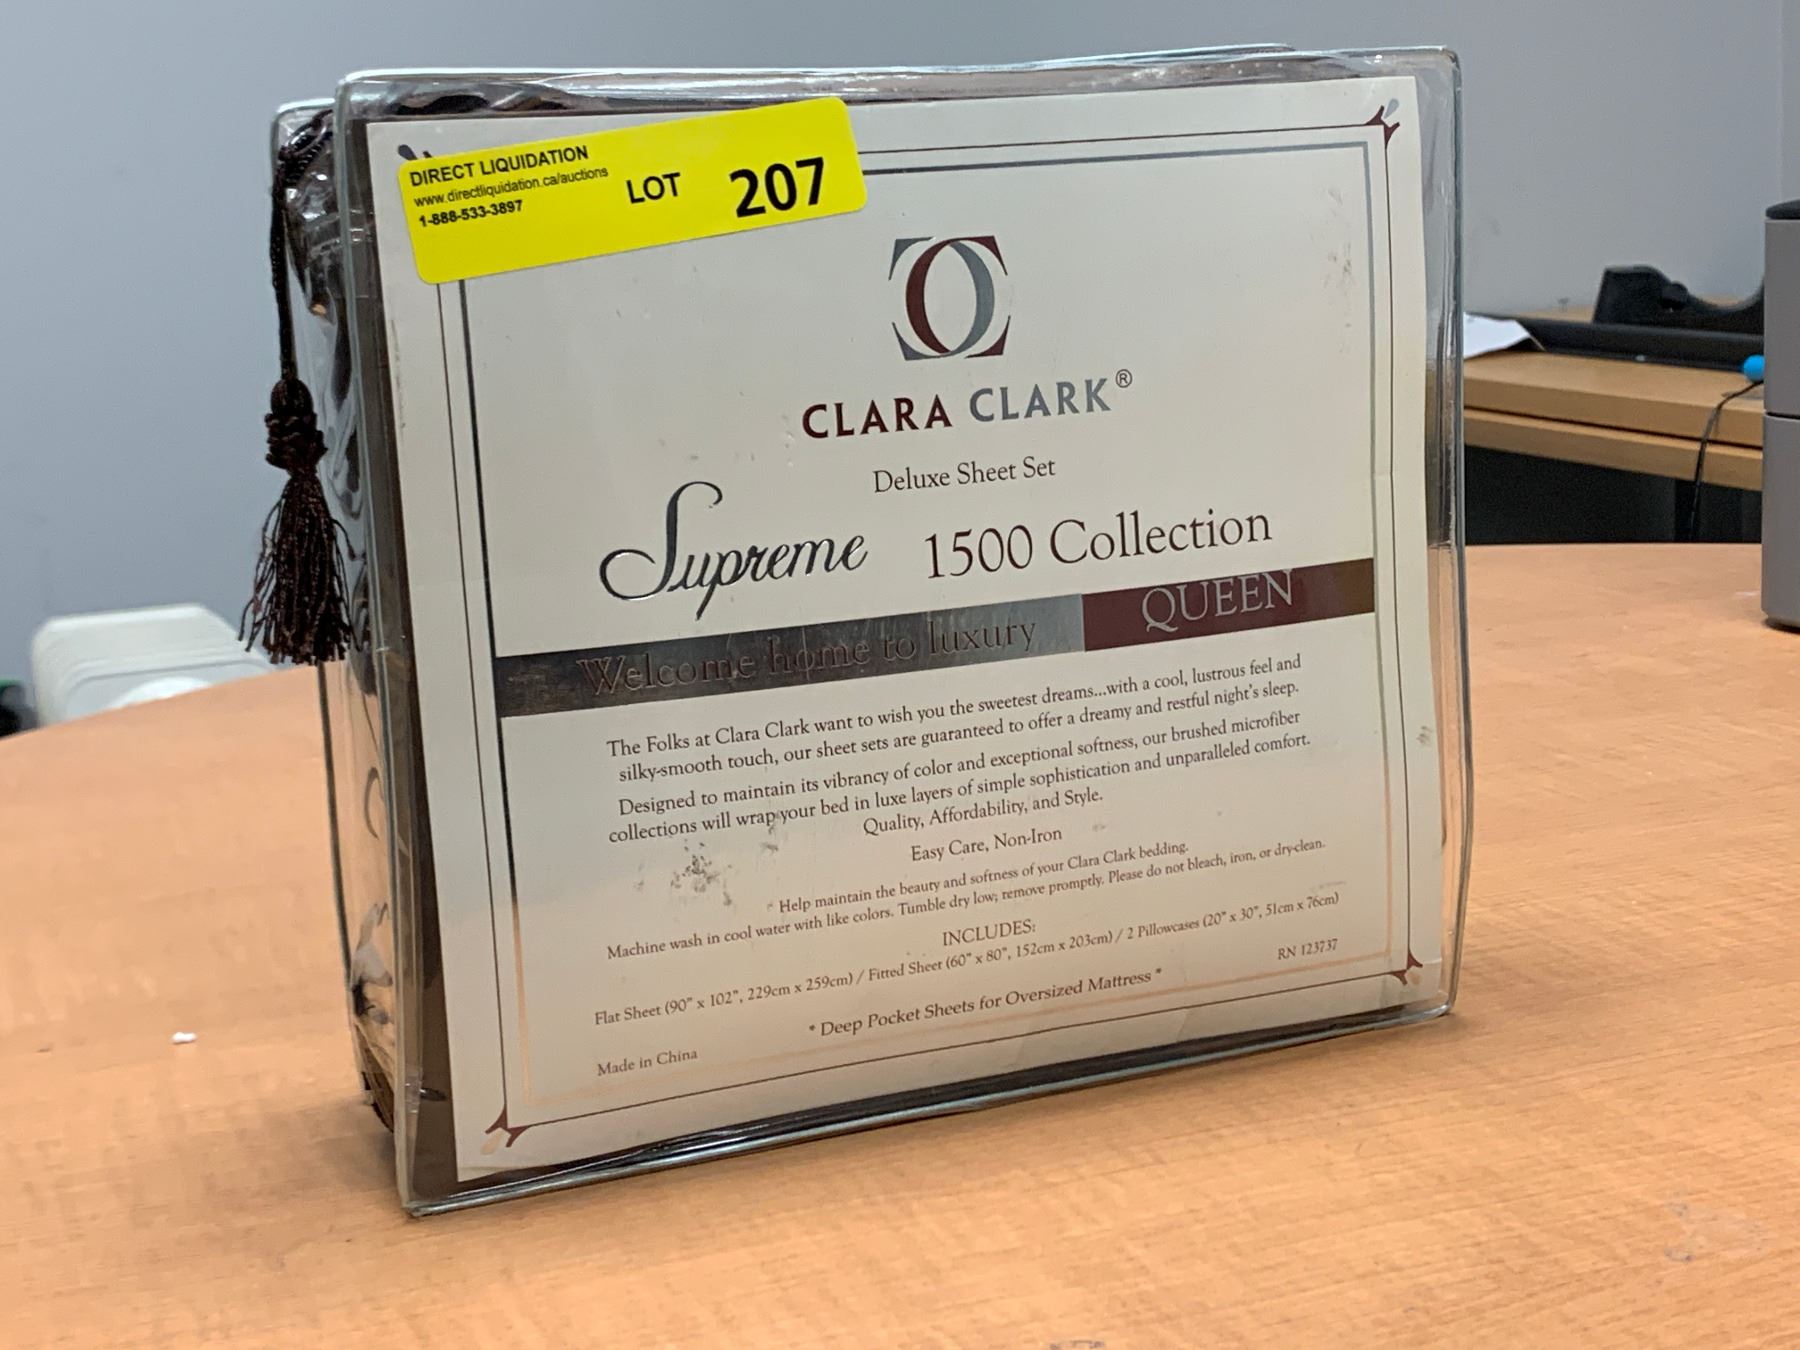 DIRECT LIQUIDATION
www.directliquidation.ca/auctions
1-888-533-3897
LOT 207
CLARA CLARK®
Deluxe Sheet Set
Supreme 1500 Collection
Welcome home to luxury
QUEEN
The Folks at Clara Clark want to wish you the sweetest dreams...with a cool, lustrous feel and
silky-smooth touch, our sheet sets are guaranteed to offer a dreamy and restful night's sleep.
Designed to maintain its vibrancy of color and exceptional softness, our brushed microfiber
collections will wrap your bed in luxe layers of simple sophistication and unparalleled comfort.
Quality, Affordability, and Style.
Easy Care, Non-Iron
Help maintain the beauty and softness of your Clara Clark bedding.
Machine wash in cool water with like colors. Tumble dry low; remove promptly. Please do not bleach, iron, or dry-clean.
INCLUDES:
Flat Sheet (90" x 102", 229cm x 259cm) / Fitted Sheet (60" x 80", 152cm x 203cm) / 2 Pillowcases (20" x 30", 51cm x 76cm)
RN 123737
* Deep Pocket Sheets for Oversized Mattress *
Made in China